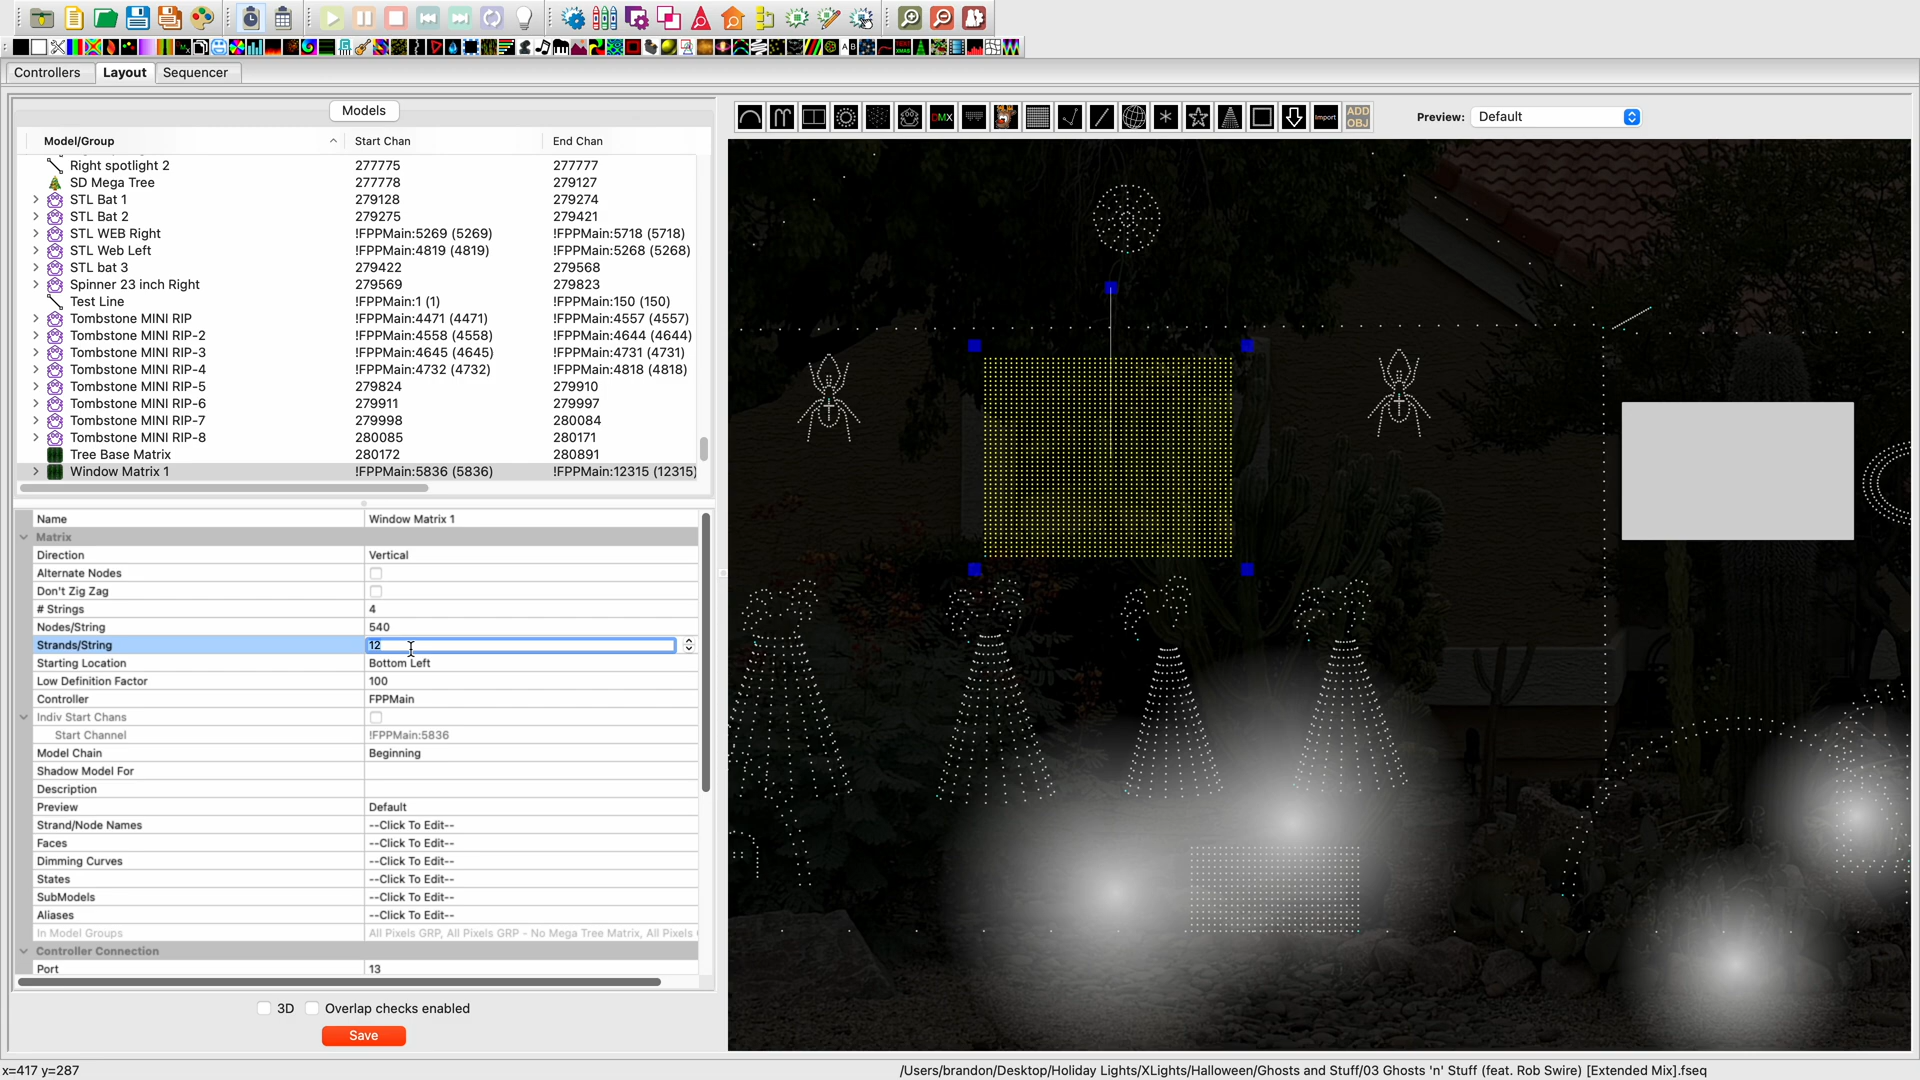 Controllers Layout Sequencer
Models
Preview: Default
DMX
Import
ADD OBJ
Model/Group Start Chan End Chan
Right spotlight 2 277775 277777
SD Mega Tree 277778 279127
STL Bat 1 279128 279274
STL Bat 2 279275 279421
STL WEB Right !FPPMain:5269 (5269) !FPPMain:5718 (5718)
STL Web Left !FPPMain:4819 (4819) !FPPMain:5268 (5268)
STL bat 3 279422 279568
Spinner 23 inch Right 279569 279823
Test Line !FPPMain:1 (1) !FPPMain:150 (150)
Tombstone MINI RIP !FPPMain:4471 (4471) !FPPMain:4557 (4557)
Tombstone MINI RIP-2 !FPPMain:4558 (4558) !FPPMain:4644 (4644)
Tombstone MINI RIP-3 !FPPMain:4645 (4645) !FPPMain:4731 (4731)
Tombstone MINI RIP-4 !FPPMain:4732 (4732) !FPPMain:4818 (4818)
Tombstone MINI RIP-5 279824 279910
Tombstone MINI RIP-6 279911 279997
Tombstone MINI RIP-7 279998 280084
Tombstone MINI RIP-8 280085 280171
Tree Base Matrix 280172 280891
Window Matrix 1 !FPPMain:5836 (5836) !FPPMain:12315 (12315)
Name Window Matrix 1
Matrix
Direction Vertical
Alternate Nodes
Don't Zig Zag
# Strings 4
Nodes/String 540
Strands/String 12
Starting Location Bottom Left
Low Definition Factor 100
Controller FPPMain
Indiv Start Chans
Start Channel !FPPMain:5836
Model Chain Beginning
Shadow Model For
Description
Preview Default
Strand/Node Names --Click To Edit--
Faces --Click To Edit--
Dimming Curves --Click To Edit--
States --Click To Edit--
SubModels --Click To Edit--
Aliases --Click To Edit--
In Model Groups All Pixels GRP, All Pixels GRP - No Mega Tree Matrix, All Pixels
Controller Connection
Port 13
3D Overlap checks enabled
Save
x=417 y=287 /Users/brandon/Desktop/Holiday Lights/XLights/Halloween/Ghosts and Stuff/03 Ghosts 'n' Stuff (feat. Rob Swire) [Extended Mix].fseq